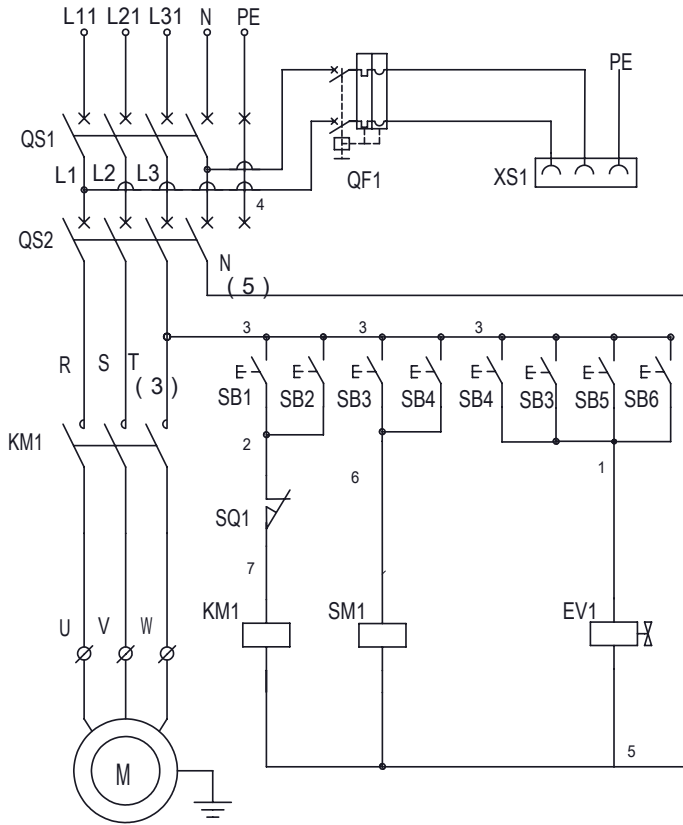 L11 L21 L31 N PE
PE
QS1
QF1
XS1
L1 L2 L3
4
QS2
N
(5)
3 3 3
R S T
(3)
SB1 SB2 SB3 SB4 SB4 SB3 SB5 SB6
KM1
2
6
1
SQ1
7
KM1 SM1 EV1
U V W
5
M